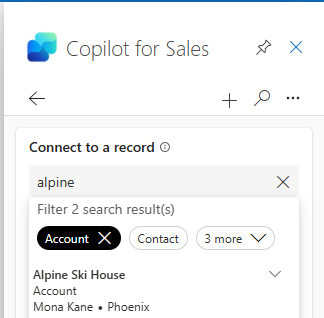 Copilot for Sales
Connect to a record
alpine
Filter 2 search result(s)
Account Contact 3 more
Alpine Ski House
Account
Mona Kane • Phoenix